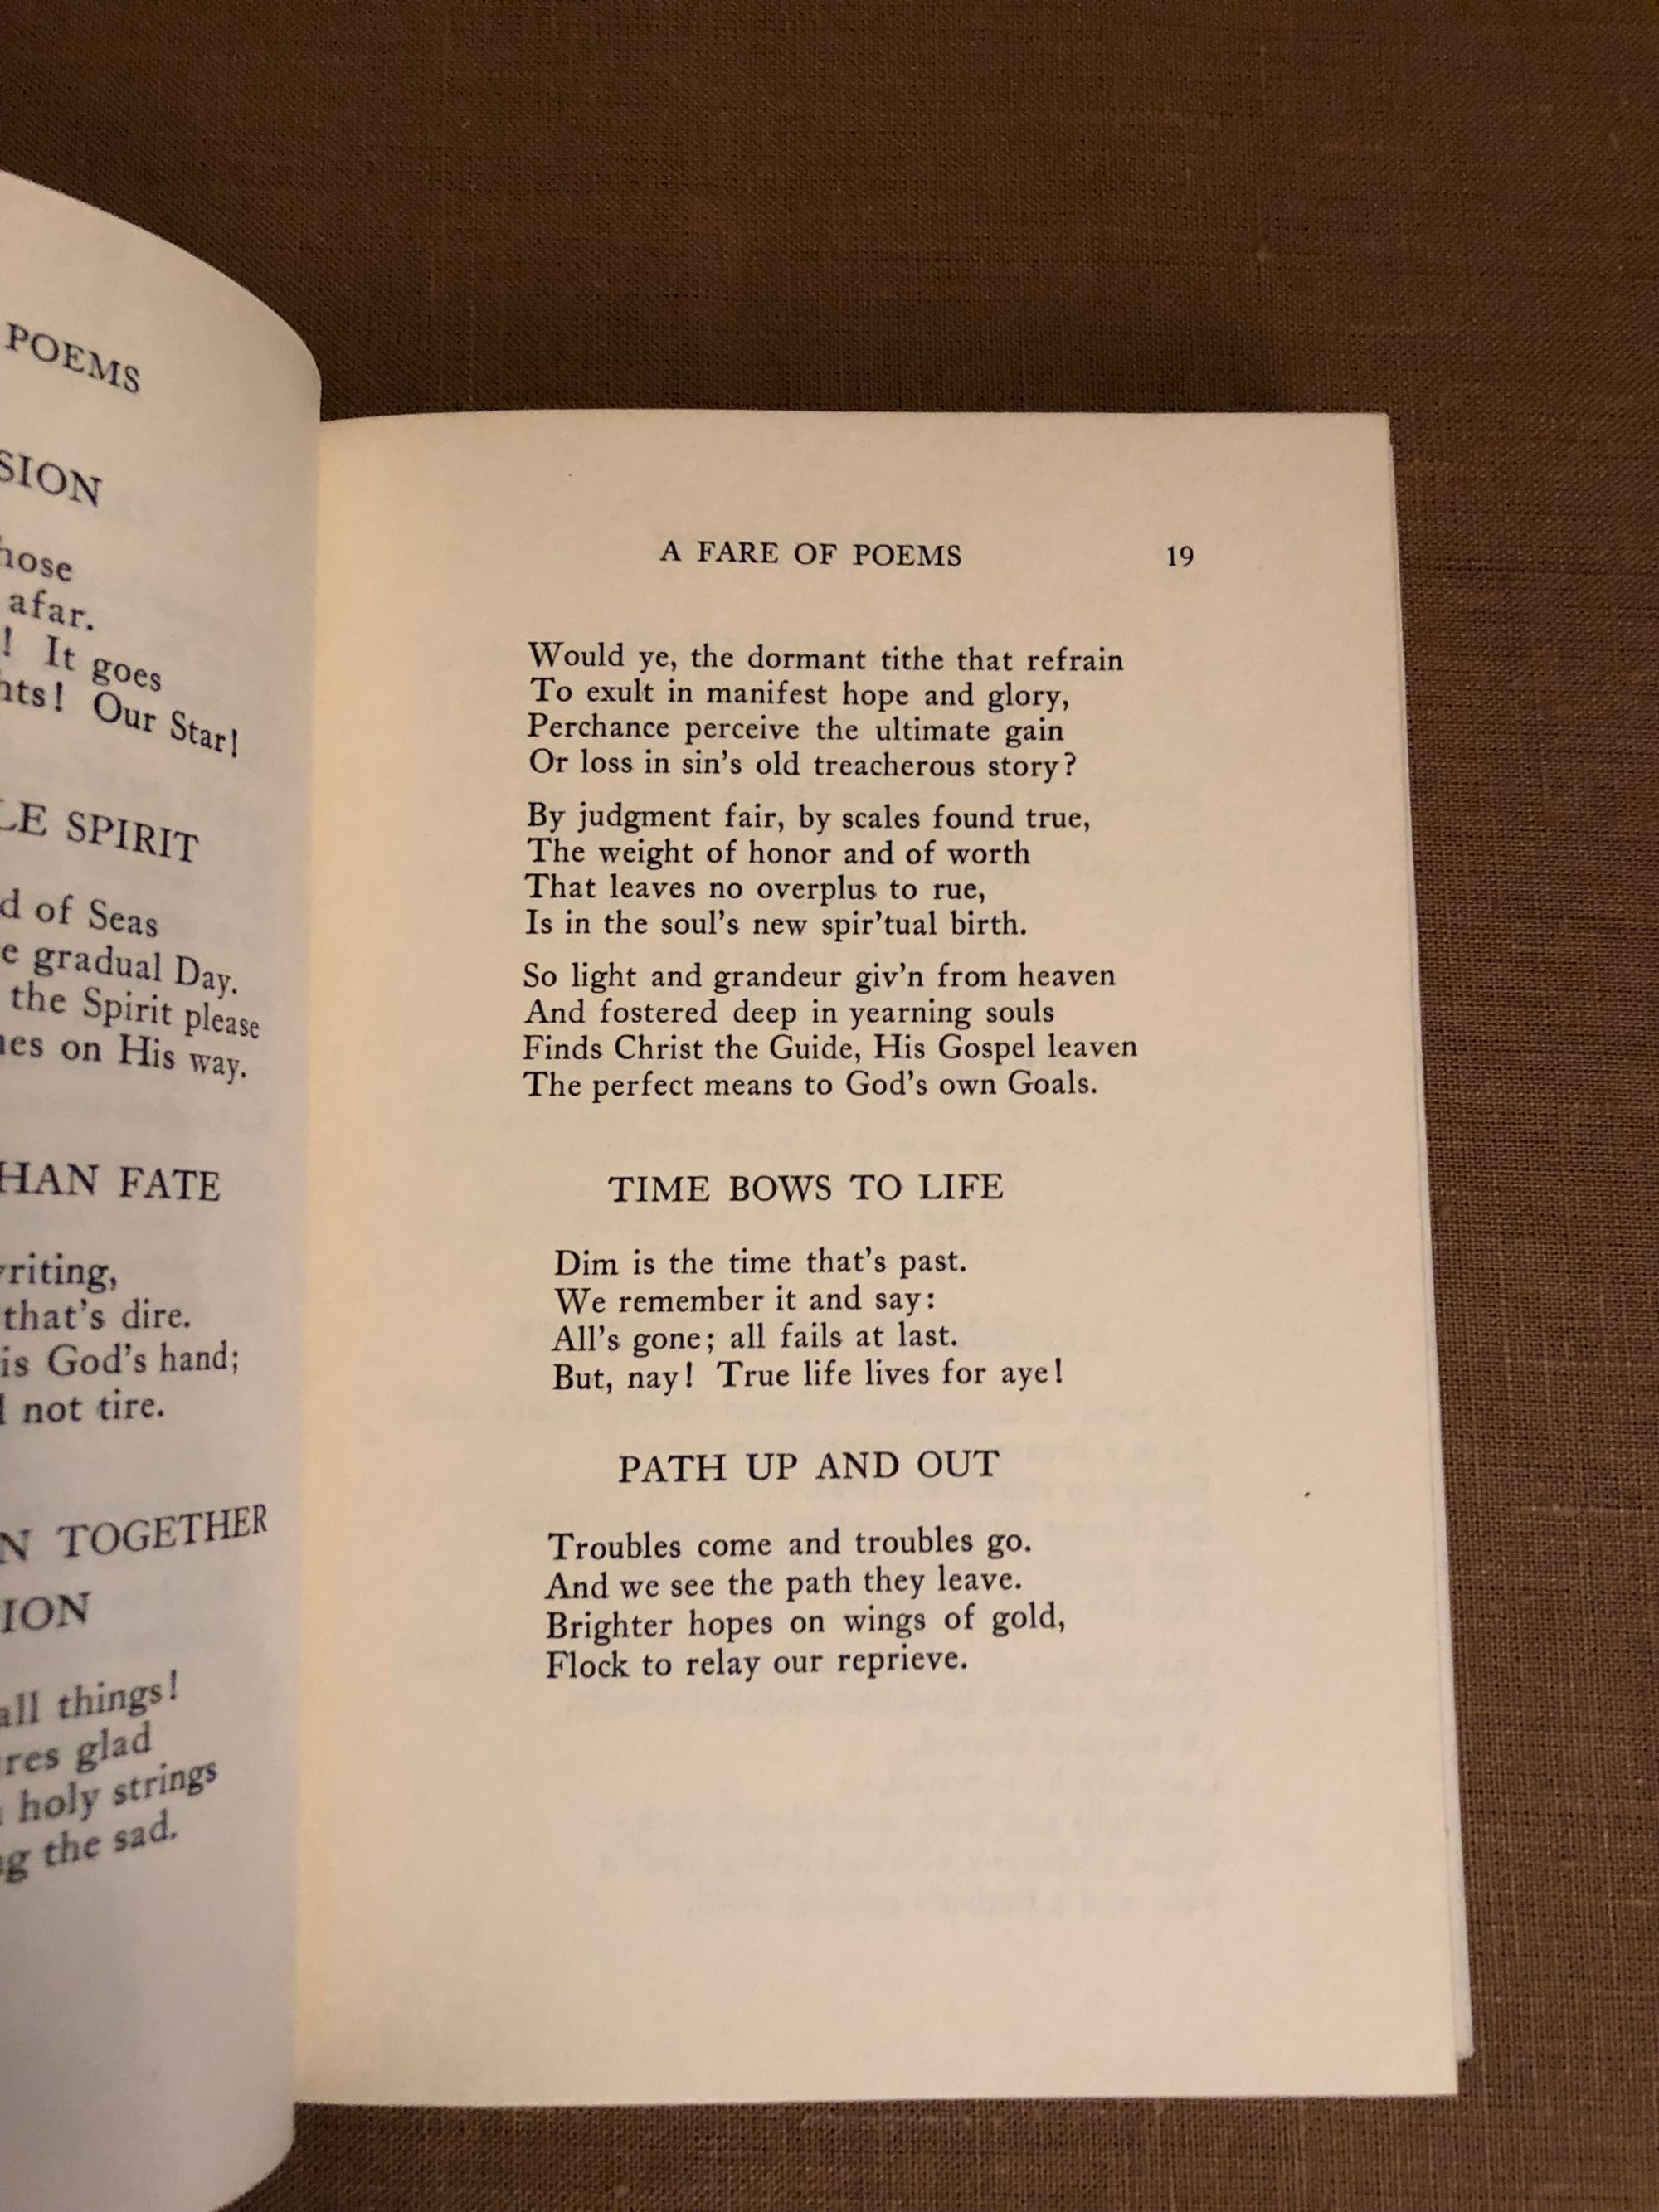 POEMS
afar.
! It goes
! Our Star!
SPIRIT
of Seas
gradual Day.
the Spirit please
on His way.
FATE
that's dire.
is God's hand;
not tire.
TOGETHER
all things!
glad
holy strings
the sad.
A FARE OF POEMS 19
Would ye, the dormant tithe that refrain
To exult in manifest hope and glory,
Perchance perceive the ultimate gain
Or loss in sin's old treacherous story?
By judgment fair, by scales found true,
The weight of honor and of worth
That leaves no overplus to rue,
Is in the soul's new spir'tual birth.
So light and grandeur giv'n from heaven
And fostered deep in yearning souls
Finds Christ the Guide, His Gospel leaven
The perfect means to God's own Goals.
TIME BOWS TO LIFE
Dim is the time that's past.
We remember it and say:
All's gone; all fails at last.
But, nay! True life lives for aye!
PATH UP AND OUT
Troubles come and troubles go.
And we see the path they leave.
Brighter hopes on wings of gold,
Flock to relay our reprieve.